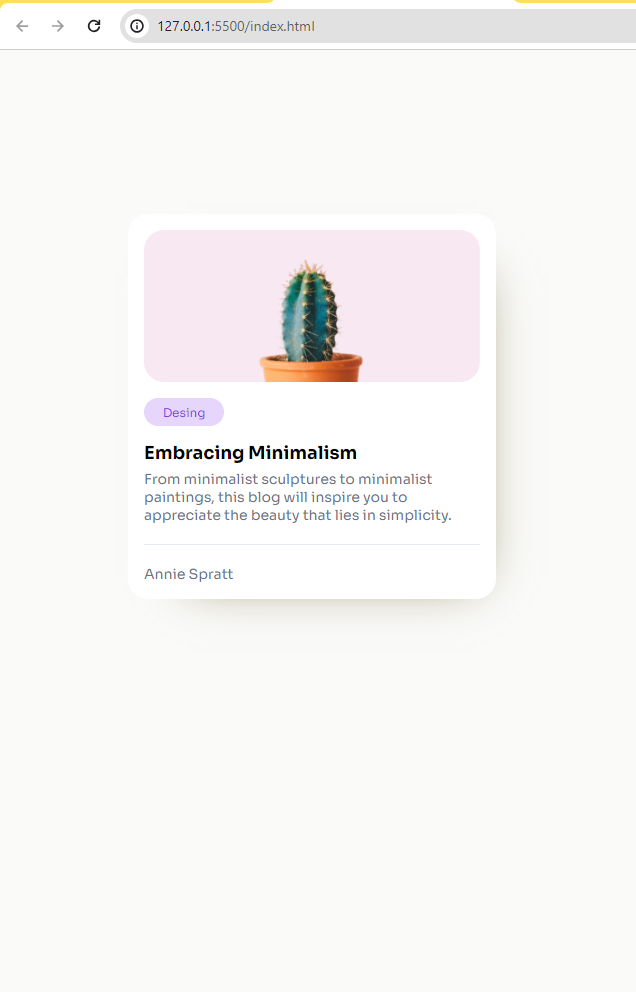 127.0.0.1:5500/index.html
Desing
Embracing Minimalism
From minimalist sculptures to minimalist
paintings, this blog will inspire you to
appreciate the beauty that lies in simplicity.
Annie Spratt